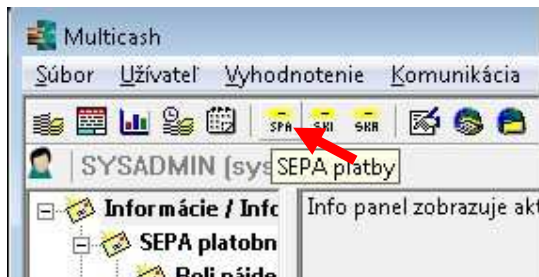 Multicash
Súbor Užívateľ Vyhodnotenie Komunikácia
SPA SKI SKA
SYSADMIN (sys
SEPA platby
Informácie / Info
Info panel zobrazuje akt
SEPA platobn